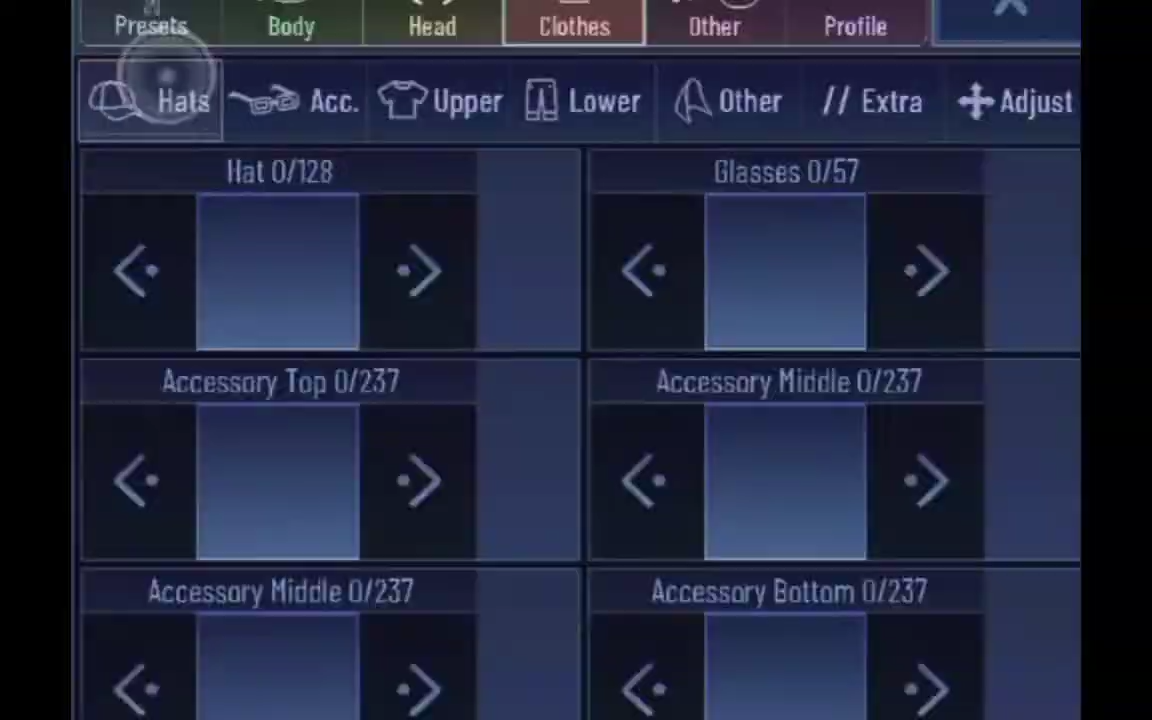 Presets Body Head Clothes Other Profile
Hats Acc. Upper Lower Other // Extra Adjust
Hat 0/128 Glasses 0/57
Accessory Top 0/237 Accessory Middle 0/237
Accessory Middle 0/237 Accessory Bottom 0/237